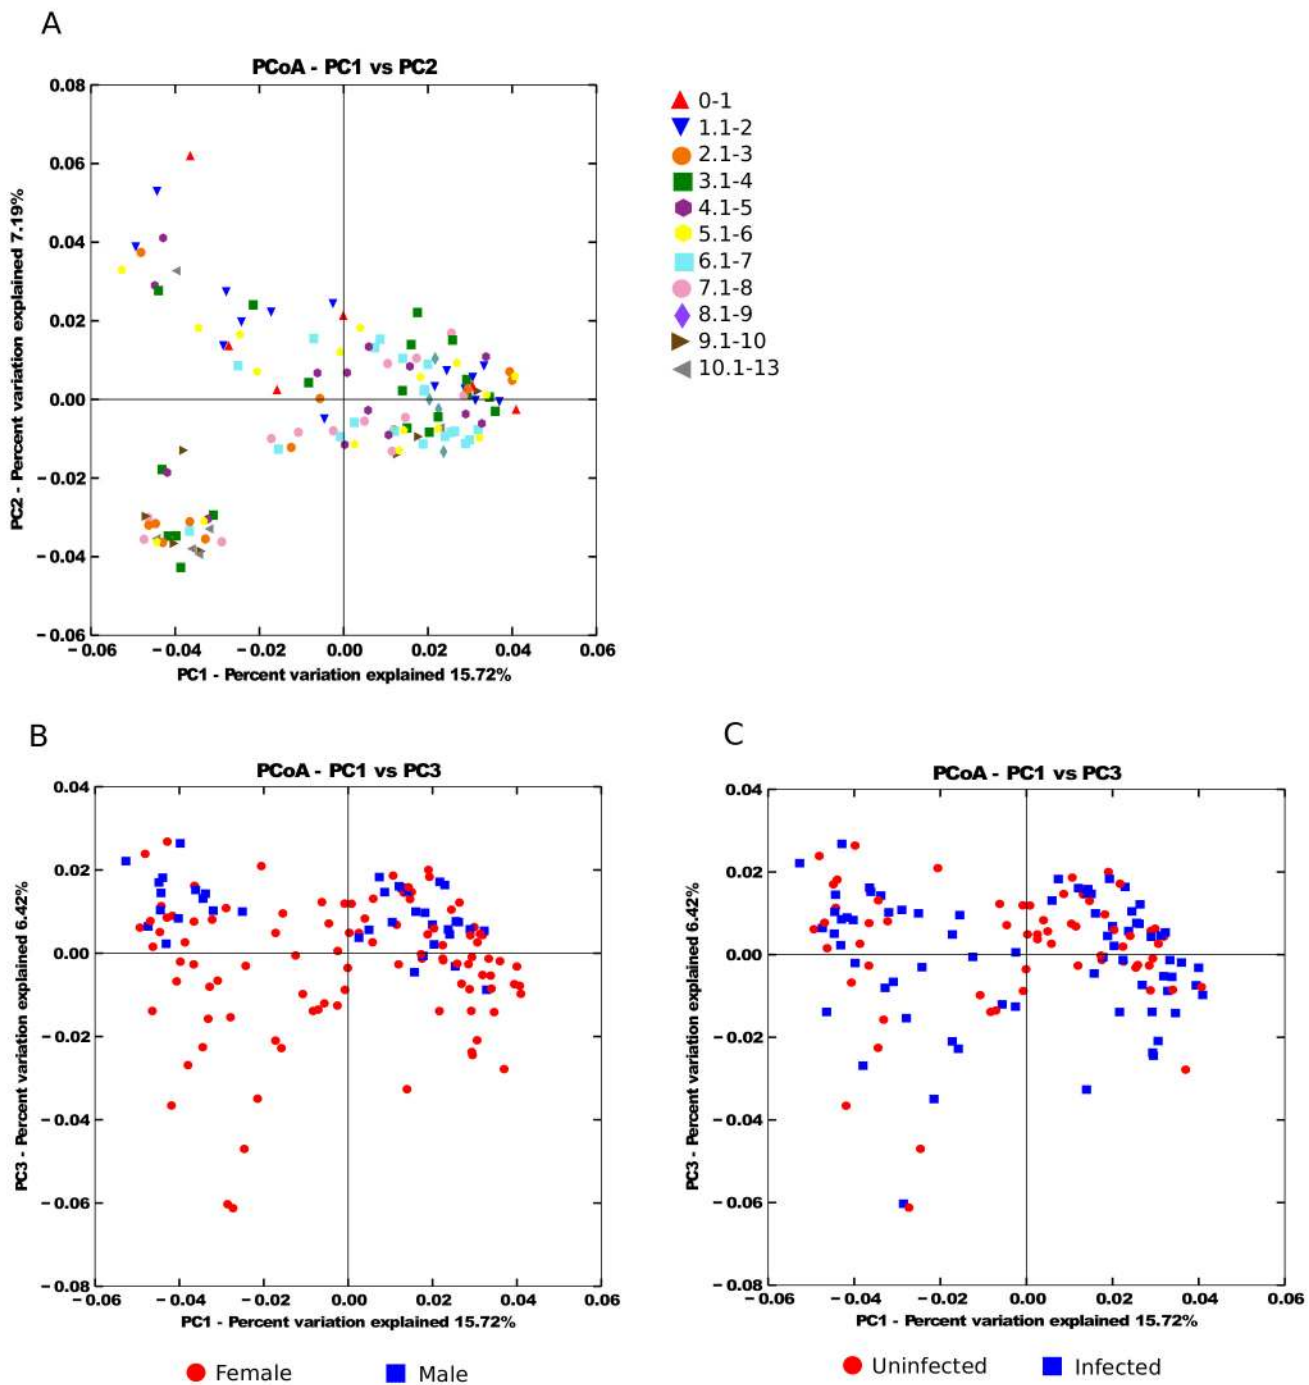 A
PCoA - PC1 vs PC2
0.08
0.06
0.04
0.02
0.00
−0.02
−0.04
−0.06
PC2 - Percent variation explained 7.19%
−0.06 −0.04 −0.02 0.00 0.02 0.04 0.06
PC1 - Percent variation explained 15.72%
0-1
1.1-2
2.1-3
3.1-4
4.1-5
5.1-6
6.1-7
7.1-8
8.1-9
9.1-10
10.1-13
B
PCoA - PC1 vs PC3
0.04
0.02
0.00
−0.02
−0.04
−0.06
−0.08
PC3 - Percent variation explained 6.42%
−0.06 −0.04 −0.02 0.00 0.02 0.04 0.06
PC1 - Percent variation explained 15.72%
Female Male
C
PCoA - PC1 vs PC3
0.04
0.02
0.00
−0.02
−0.04
−0.06
−0.08
PC3 - Percent variation explained 6.42%
−0.06 −0.04 −0.02 0.00 0.02 0.04 0.06
PC1 - Percent variation explained 15.72%
Uninfected Infected